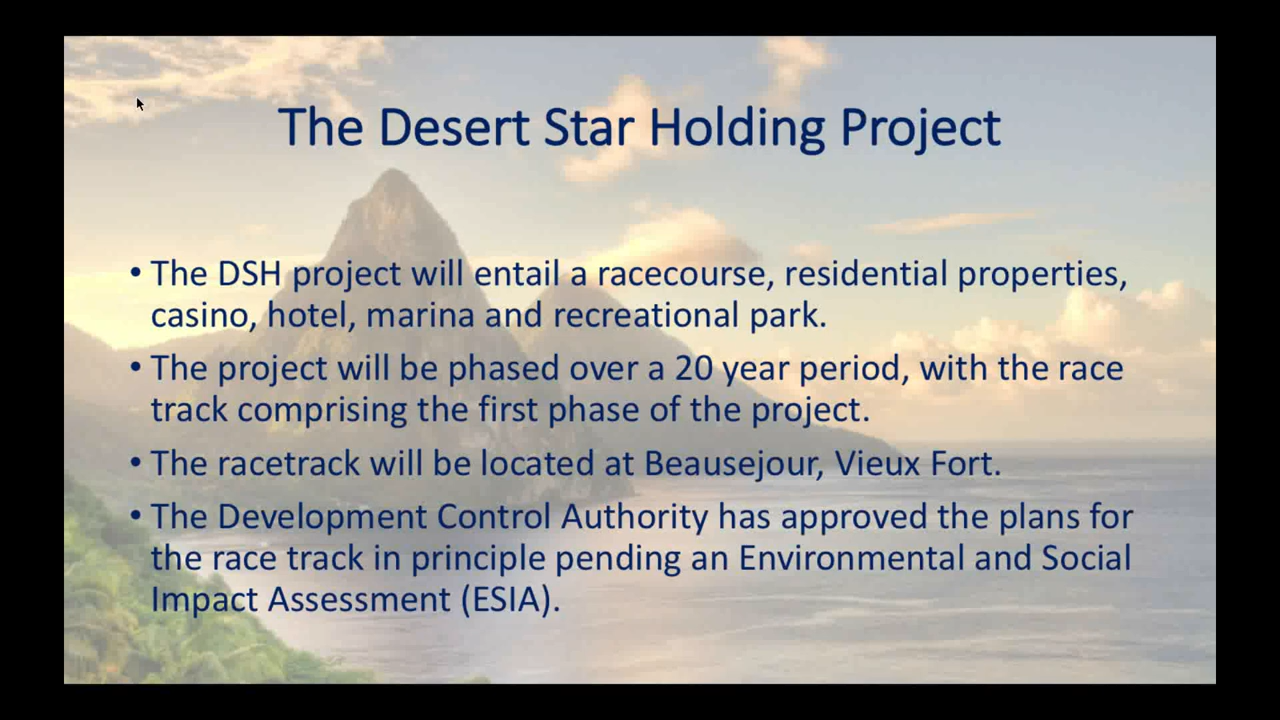 The Desert Star Holding Project
• The DSH project will entail a racecourse, residential properties,
casino, hotel, marina and recreational park.
• The project will be phased over a 20 year period, with the race
track comprising the first phase of the project.
• The racetrack will be located at Beausejour, Vieux Fort.
• The Development Control Authority has approved the plans for
the race track in principle pending an Environmental and Social
Impact Assessment (ESIA).